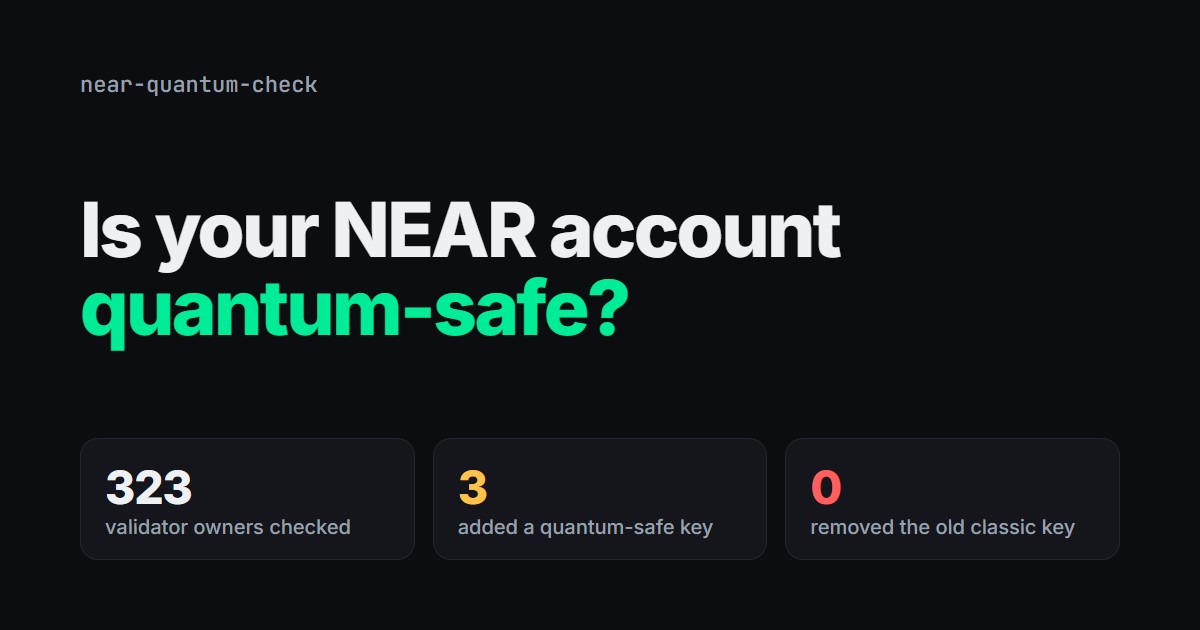 near-quantum-check
Is your NEAR account
quantum-safe?
323
validator owners checked
3
added a quantum-safe key
0
removed the old classic key